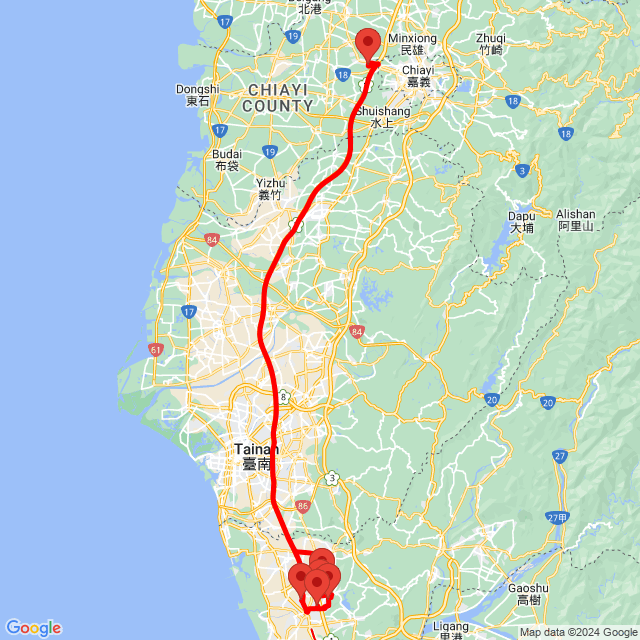 Beigang
北港
Minxiong
民雄
Zhuqi
竹崎
Chiayi
嘉義
18
Dongshi
東石
CHIAYI
COUNTY
18
Shuishang
水上
18
17
19
3
Budai
布袋
Yizhu
義竹
Dapu
大埔
Alishan
阿里山
84
17
84
61
8
20
20
Tainan
臺南
27
3
86
27甲
Gaoshu
高樹
Ligang
里港
Google
Map data ©2024 Google